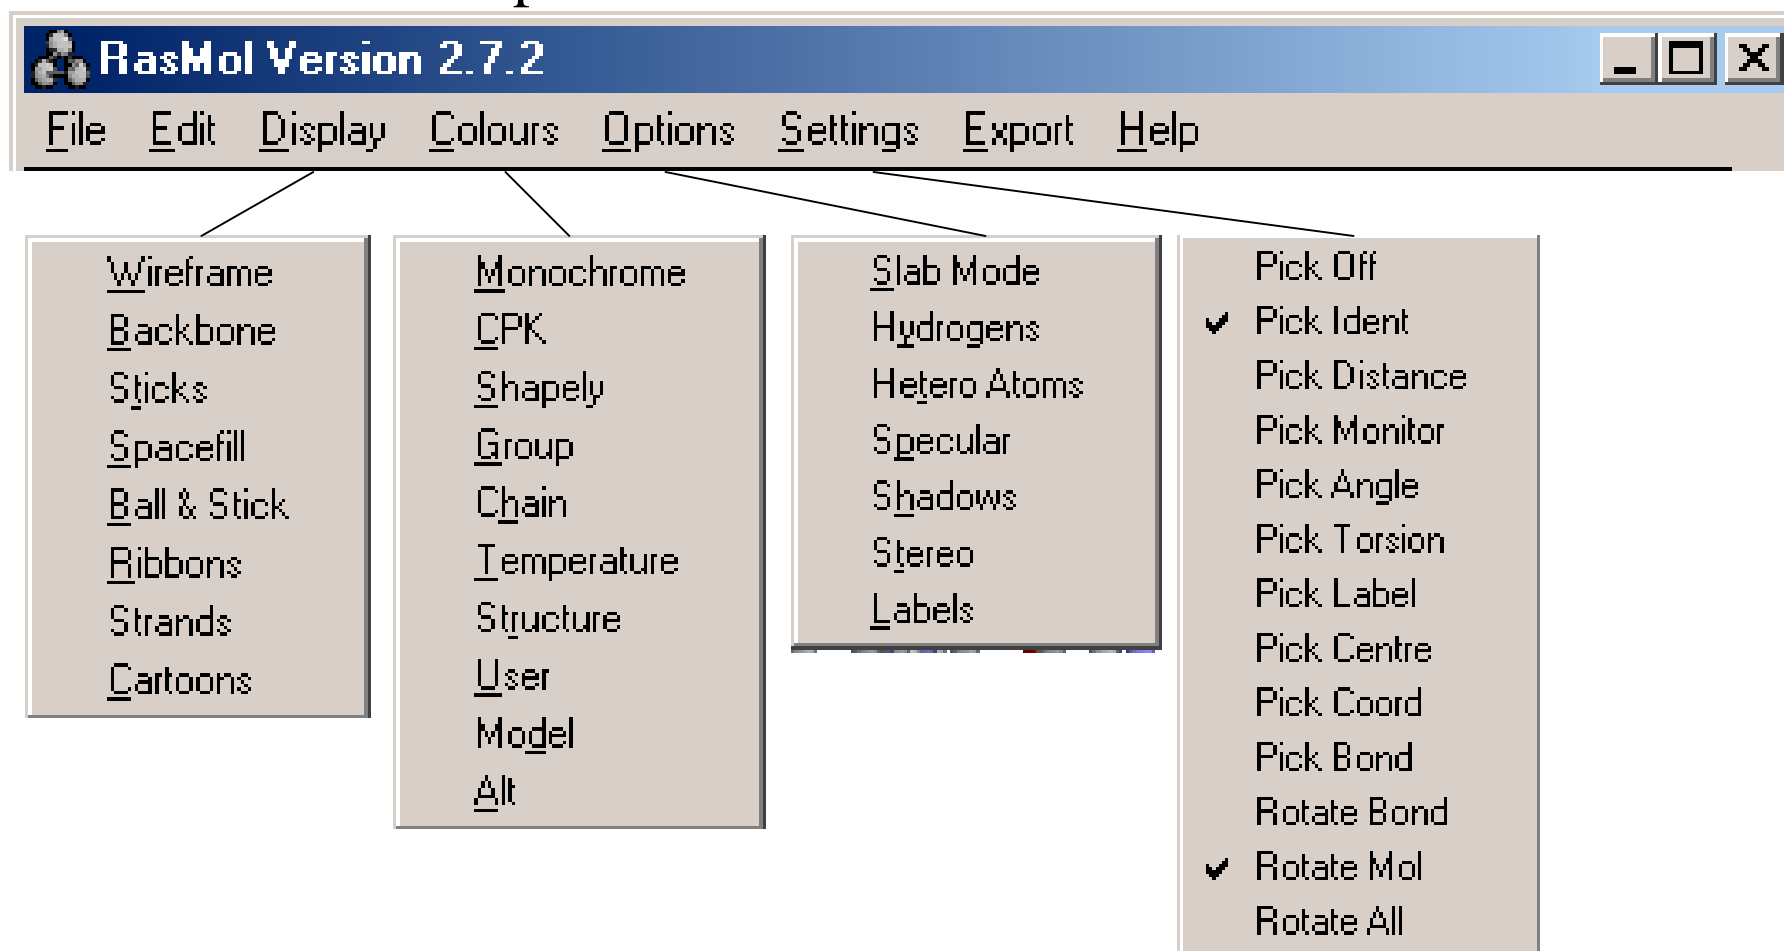 RasMol Version 2.7.2
File Edit Display Colours Options Settings Export Help
Wireframe
Backbone
Sticks
Spacefill
Ball & Stick
Ribbons
Strands
Cartoons
Monochrome
CPK
Shapely
Group
Chain
Temperature
Structure
User
Model
Alt
Slab Mode
Hydrogens
Hetero Atoms
Specular
Shadows
Stereo
Labels
Pick Off
Pick Ident
Pick Distance
Pick Monitor
Pick Angle
Pick Torsion
Pick Label
Pick Centre
Pick Coord
Pick Bond
Rotate Bond
Rotate Mol
Rotate All